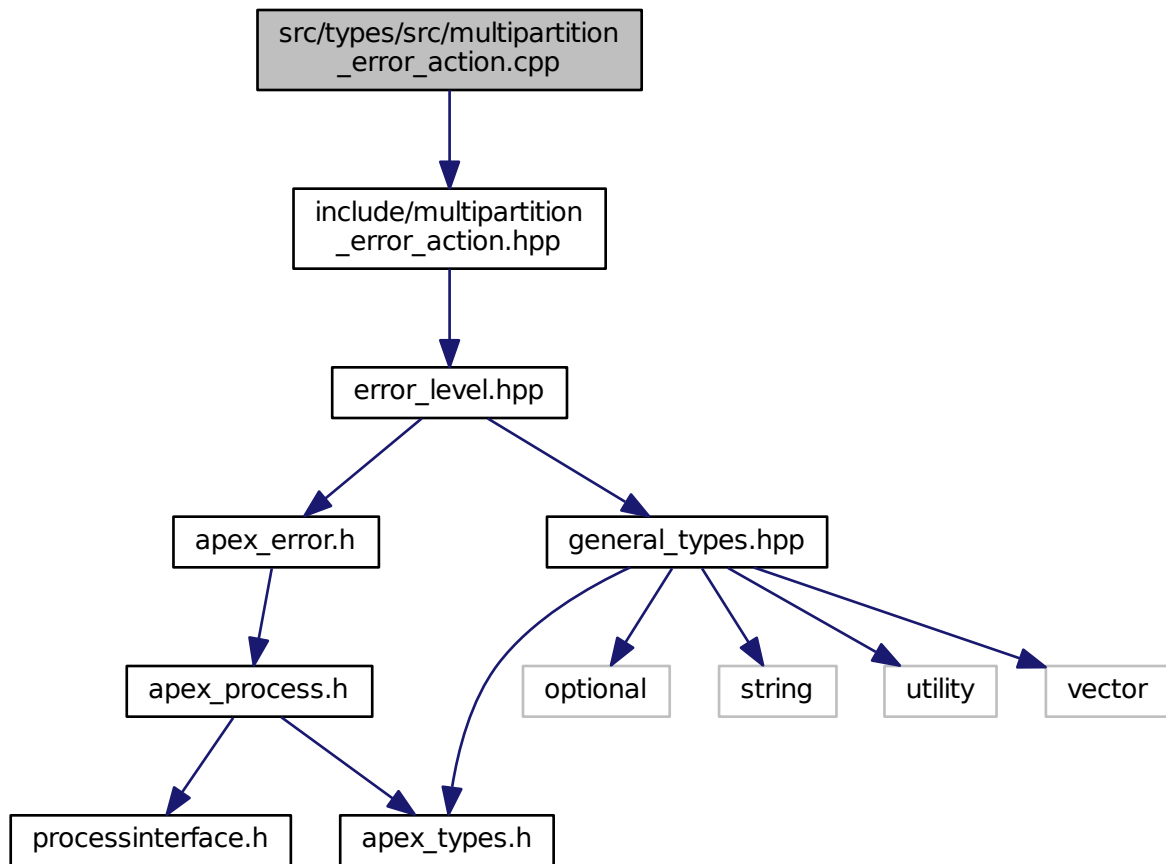 src/types/src/multipartition
_error_action.cpp
include/multipartition
_error_action.hpp
error_level.hpp
apex_error.h
general_types.hpp
apex_process.h
optional
string
utility
vector
processinterface.h
apex_types.h